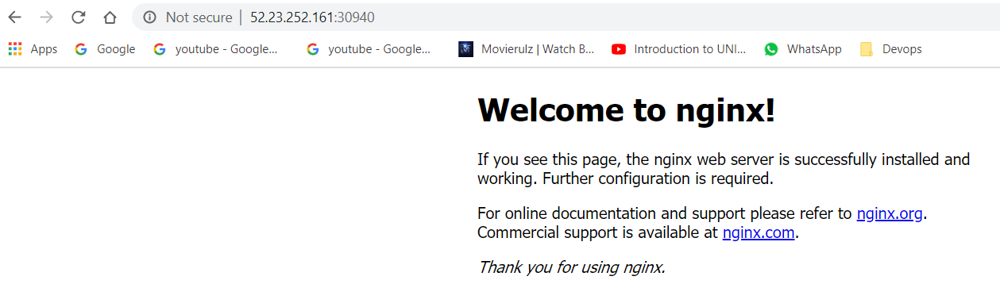 Not secure | 52.23.252.161:30940
Apps Google youtube - Google... youtube - Google... Movierulz | Watch B... Introduction to UNI... WhatsApp Devops
Welcome to nginx!
If you see this page, the nginx web server is successfully installed and
working. Further configuration is required.
For online documentation and support please refer to nginx.org.
Commercial support is available at nginx.com.
Thank you for using nginx.